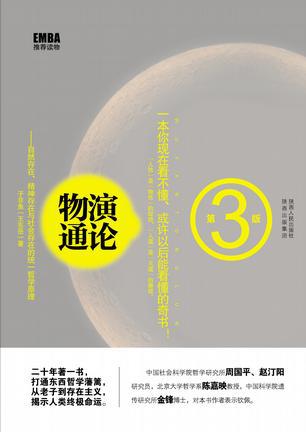 EMBA
推荐读物
一本你现在看不懂、或许以后能看懂的奇书！
——自然存在、精神存在与社会存在的统一哲学原理
子非鱼（王东岳）著
物演
通论
第3版
陕西人民出版社
陕西出版集团
二十年著一书，
打通东西哲学藩篱，
从老子到存在主义，
揭示人类终极命运。
中国社会科学院哲学研究所周国平、赵汀阳
研究员，北京大学哲学系陈嘉映教授，中国科学院遗
传研究所金锋博士，对本书作者表示钦佩。